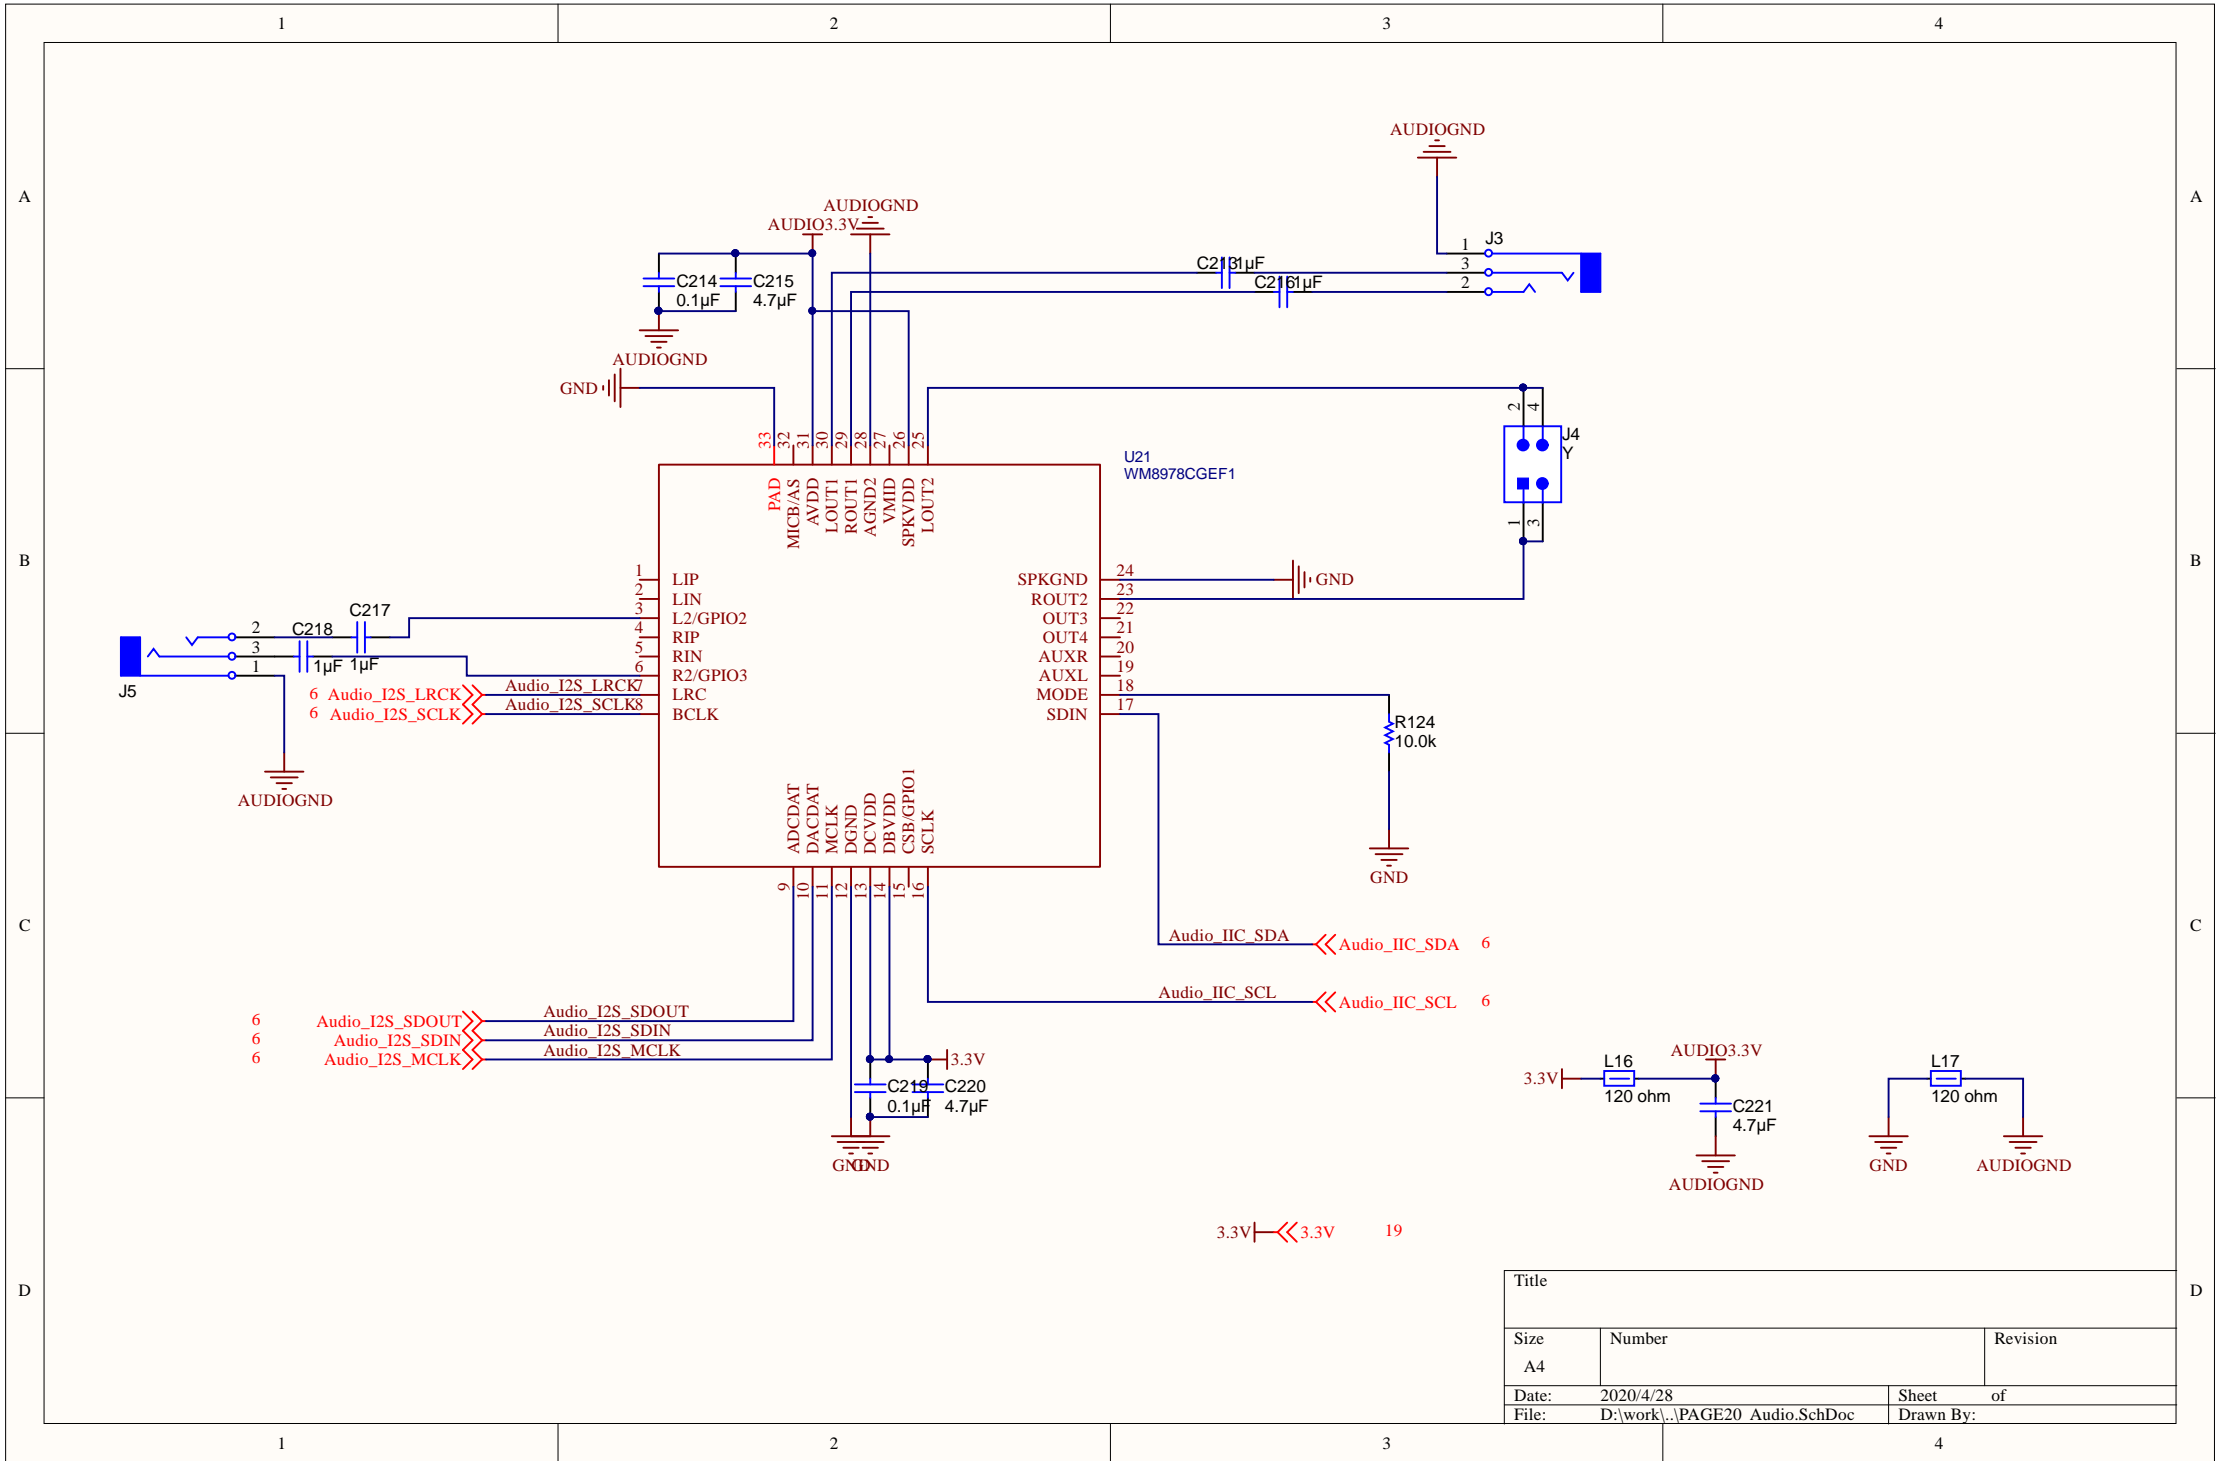 1 2 3 4
A A
AUDIOGND
AUDIOGND
AUDIO3.3V
J3
1
3
2
C213 1µF
C216 1µF
C214
0.1µF
C215
4.7µF
AUDIOGND
GND
33 32 31 30 29 28 27 26 25
PAD
MICB/AS
AVDD
LOUT1
ROUT1
AGND2
VMID
SPKVDD
LOUT2
U21
WM8978CGEF1
2 4
J4
Y
1 3
B B
1 LIP
2 LIN
3 L2/GPIO2
4 RIP
5 RIN
6 R2/GPIO3
7 LRC
8 BCLK
SPKGND 24
ROUT2 23
OUT3 22
OUT4 21
AUXR 20
AUXL 19
MODE 18
SDIN 17
GND
C217
1µF
C218
1µF
2
3
1
J5
6 Audio_I2S_LRCK Audio_I2S_LRCK
6 Audio_I2S_SCLK Audio_I2S_SCLK
AUDIOGND
R124
10.0k
GND
ADCDAT
DACDAT
MCLK
DGND
DCVDD
DBVDD
CSB/GPIO1
SCLK
9 10 11 12 13 14 15 16
C C
Audio_IIC_SDA Audio_IIC_SDA 6
Audio_IIC_SCL Audio_IIC_SCL 6
6 Audio_I2S_SDOUT Audio_I2S_SDOUT
6 Audio_I2S_SDIN Audio_I2S_SDIN
6 Audio_I2S_MCLK Audio_I2S_MCLK
3.3V
C219
0.1µF
C220
4.7µF
GND GND
3.3V
L16
120 ohm
AUDIO3.3V
C221
4.7µF
AUDIOGND
L17
120 ohm
GND
AUDIOGND
3.3V 3.3V 19
D D
Title
Size Number Revision
A4
Date: 2020/4/28 Sheet of
File: D:\work\..\PAGE20 Audio.SchDoc Drawn By:
1 2 3 4